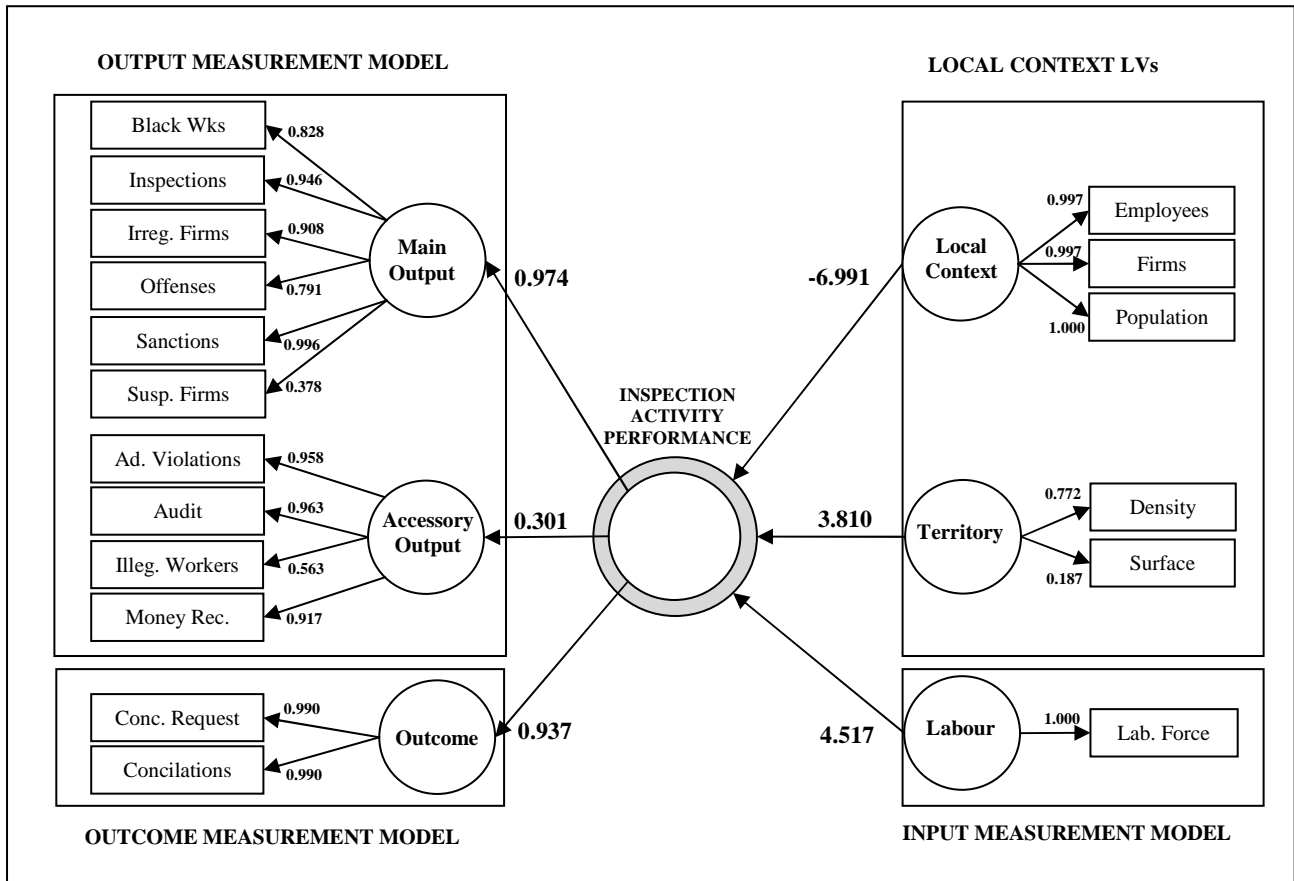 OUTPUT MEASUREMENT MODEL
Black Wks
0.828
Inspections
0.946
Irreg. Firms
0.908
Offenses
0.791
Sanctions
0.996
Susp. Firms
0.378
Main
Output
0.974
Ad. Violations
0.958
Audit
0.963
Illeg. Workers
0.563
Money Rec.
0.917
Accessory
Output
0.301
Conc. Request
0.990
Concilations
0.990
Outcome
0.937
OUTCOME MEASUREMENT MODEL
INSPECTION
ACTIVITY
PERFORMANCE
LOCAL CONTEXT LVs
-6.991
Local
Context
0.997
Employees
0.997
Firms
1.000
Population
3.810
Territory
0.772
Density
0.187
Surface
4.517
Labour
1.000
Lab. Force
INPUT MEASUREMENT MODEL